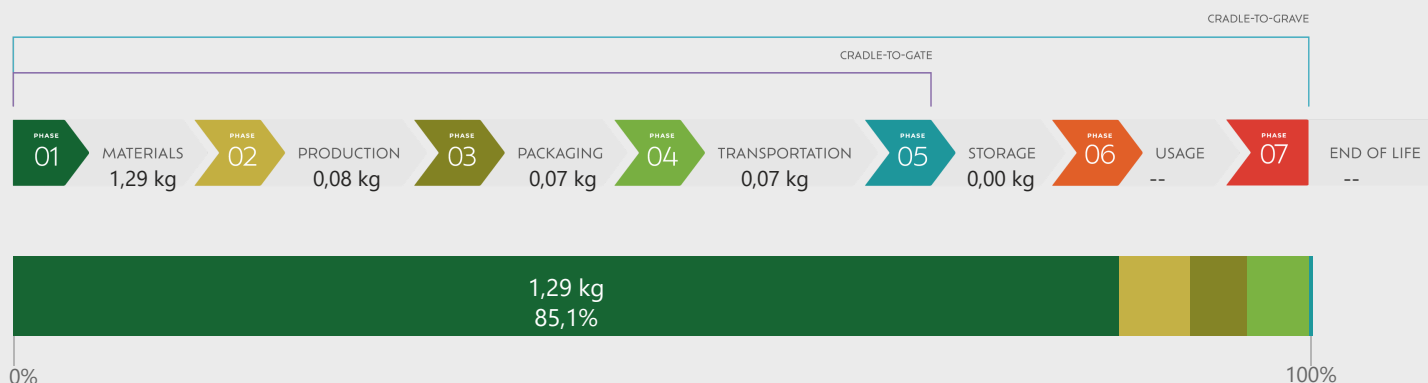 CRADLE-TO-GRAVE
CRADLE-TO-GATE
PHASE
01
MATERIALS
1,29 kg
PHASE
02
PRODUCTION
0,08 kg
PHASE
03
PACKAGING
0,07 kg
PHASE
04
TRANSPORTATION
0,07 kg
PHASE
05
STORAGE
0,00 kg
PHASE
06
USAGE
--
PHASE
07
END OF LIFE
--
1,29 kg
85,1%
0%
100%